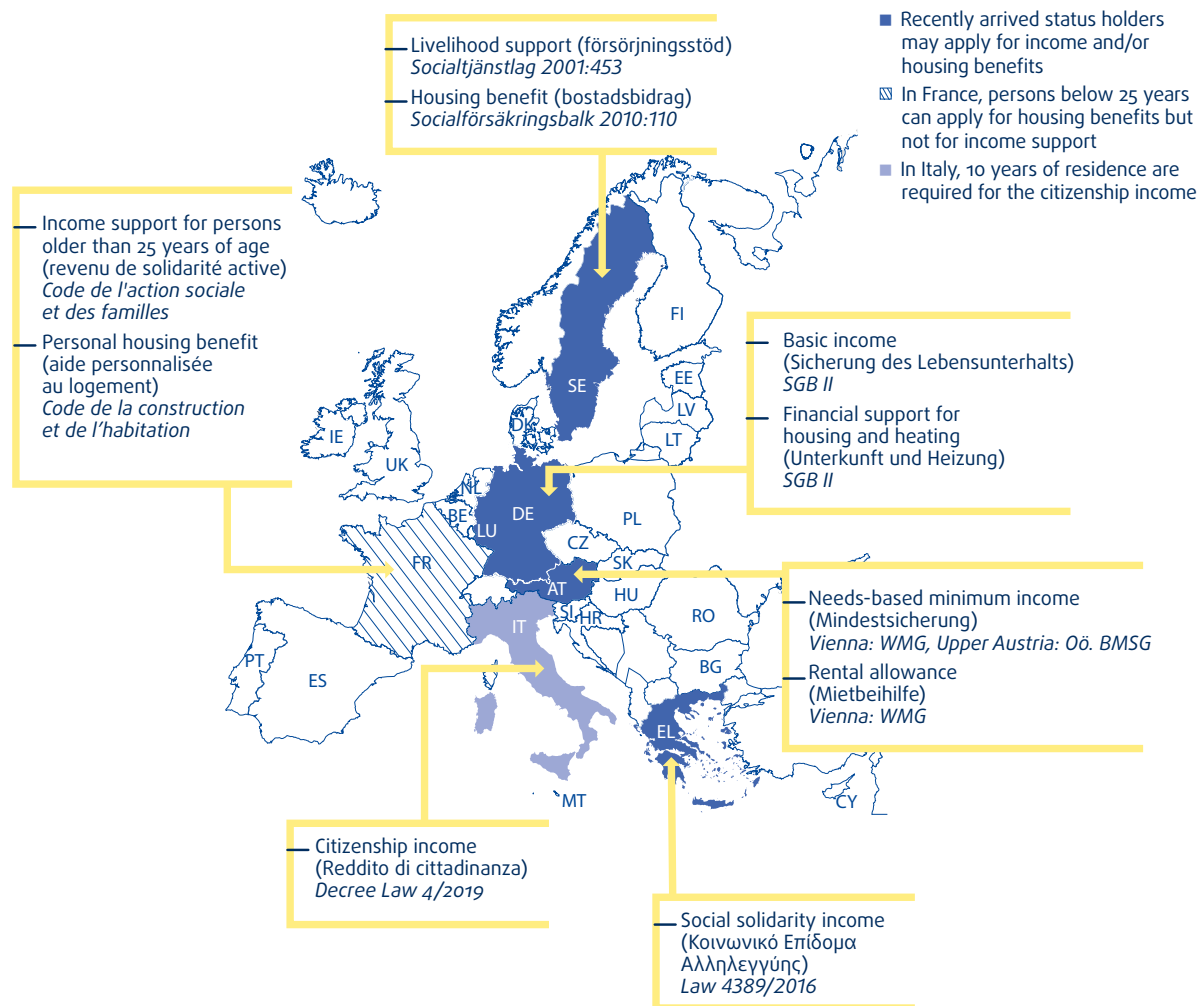 Livelihood support (försörjningsstöd)
Socialtjänstlag 2001:453
Housing benefit (bostadsbidrag)
Socialförsäkringsbalk 2010:110
Recently arrived status holders
may apply for income and/or
housing benefits
In France, persons below 25 years
can apply for housing benefits but
not for income support
In Italy, 10 years of residence are
required for the citizenship income
Income support for persons
older than 25 years of age
(revenu de solidarité active)
Code de l'action sociale
et des familles
Personal housing benefit
(aide personnalisée
au logement)
Code de la construction
et de l’habitation
Basic income
(Sicherung des Lebensunterhalts)
SGB II
Financial support for
housing and heating
(Unterkunft und Heizung)
SGB II
FI
SE
EE
LV
LT
DK
IE
UK
NL
BE
LU
DE
PL
CZ
SK
FR
AT
HU
SL
HR
RO
IT
BG
PT
ES
EL
MT
CY
Needs-based minimum income
(Mindestsicherung)
Vienna: WMG, Upper Austria: Oö. BMSG
Rental allowance
(Mietbeihilfe)
Vienna: WMG
Citizenship income
(Reddito di cittadinanza)
Decree Law 4/2019
Social solidarity income
(Κοινωνικό Επίδομα
Αλληλεγγύης)
Law 4389/2016